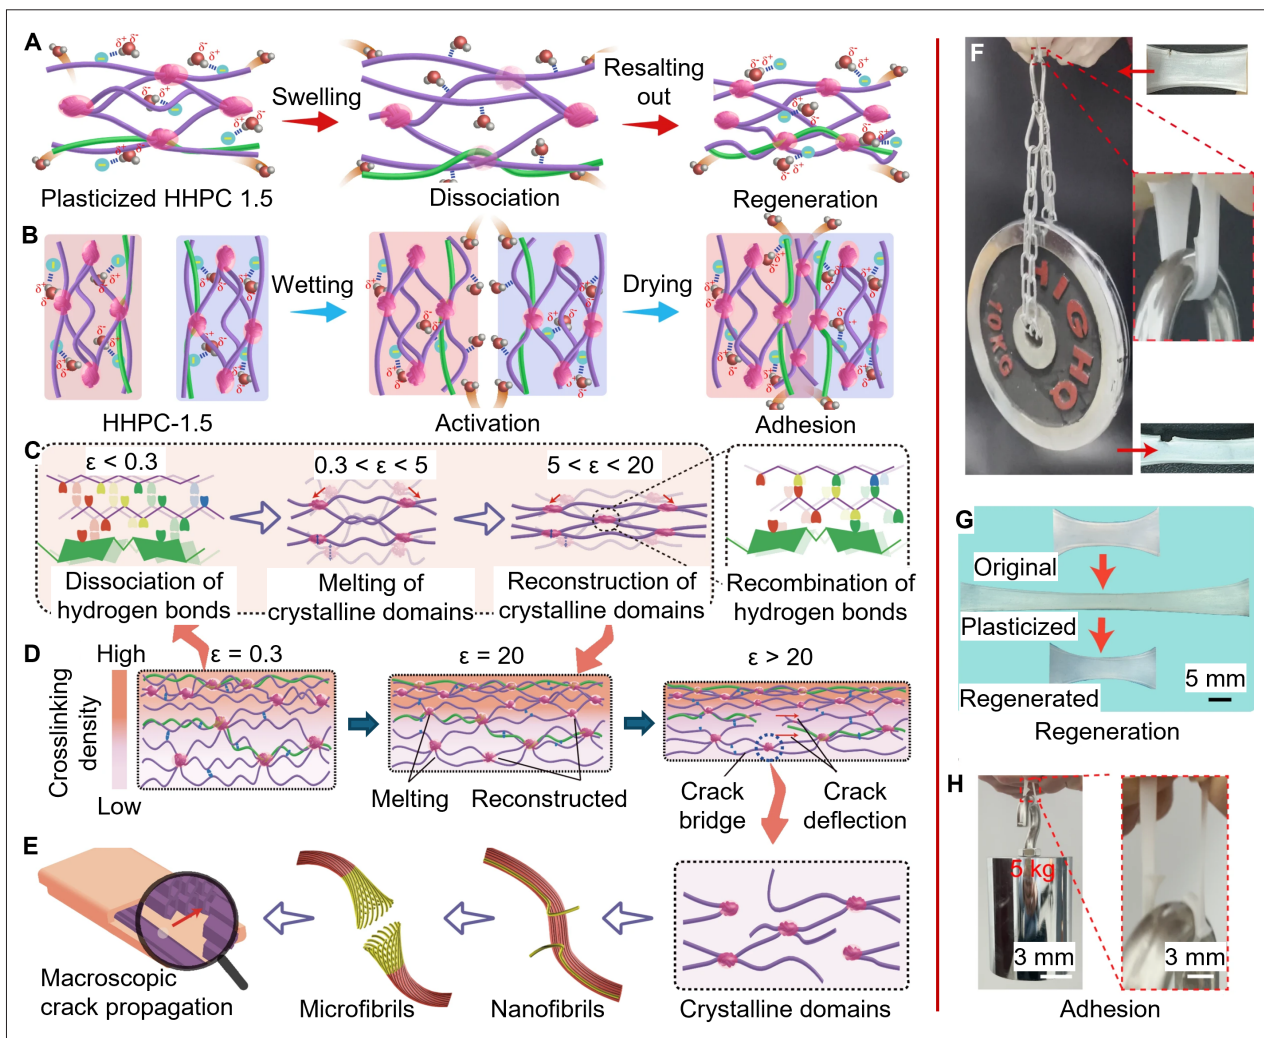 A
Swelling
Resalting
out
Plasticized HHPC 1.5
Dissociation
Regeneration
B
Wetting
Drying
HHPC-1.5
Activation
Adhesion
C
ε < 0.3
0.3 < ε < 5
5 < ε < 20
Dissociation of
hydrogen bonds
Melting of
crystalline domains
Reconstruction of
crystalline domains
Recombination of
hydrogen bonds
D
High
Crosslinking
density
Low
ε = 0.3
ε = 20
ε > 20
Melting
Reconstructed
Crack
bridge
Crack
deflection
E
Macroscopic
crack propagation
Microfibrils
Nanofibrils
Crystalline domains
F
TIGHQ
10KG
G
Original
Plasticized
Regenerated
5 mm
Regeneration
H
5 kg
3 mm
3 mm
Adhesion